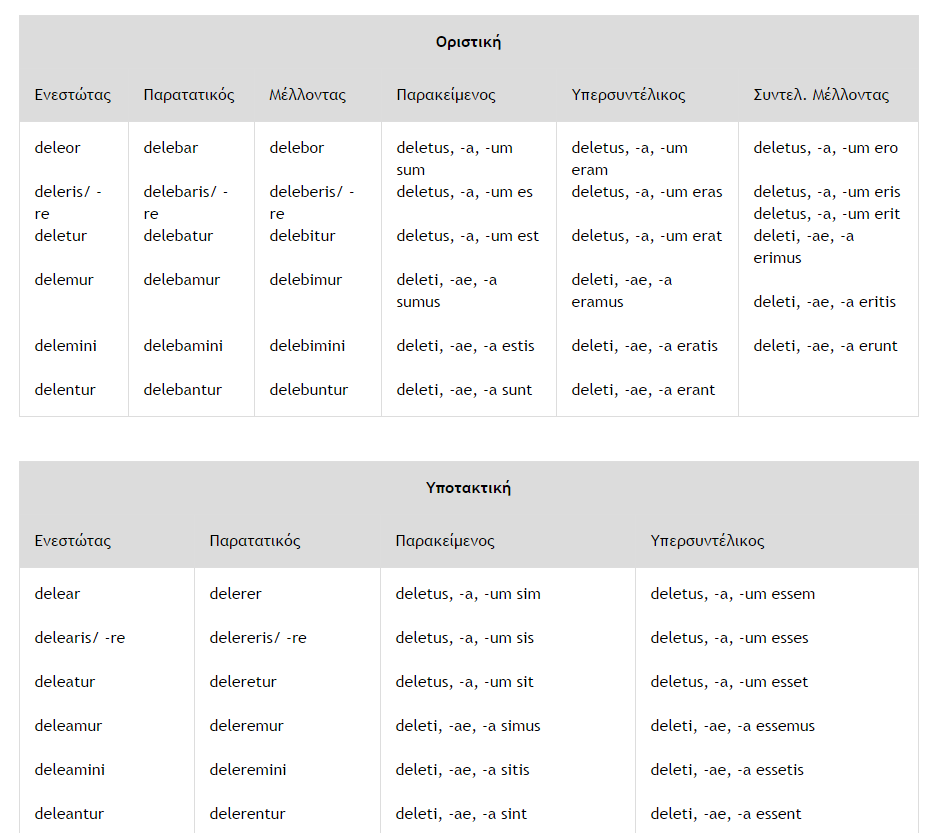 Οριστική
Ενεστώτας Παρατατικός Μέλλοντας Παρακείμενος Υπερσυντέλικος Συντελ. Μέλλοντας
deleor delebar delebor deletus, -a, -um deletus, -a, -um deletus, -a, -um ero
sum eram
deleris/ - delebaris/ - deleberis/ - deletus, -a, -um es deletus, -a, -um eras deletus, -a, -um eris
re re re deletus, -a, -um erit
deletur delebatur delebitur deletus, -a, -um est deletus, -a, -um erat deleti, -ae, -a
erimus
delemur delebamur delebimur deleti, -ae, -a deleti, -ae, -a
sumus eramus deleti, -ae, -a eritis
delemini delebamini delebimini deleti, -ae, -a estis deleti, -ae, -a eratis deleti, -ae, -a erunt
delentur delebantur delebuntur deleti, -ae, -a sunt deleti, -ae, -a erant
Υποτακτική
Ενεστώτας Παρατατικός Παρακείμενος Υπερσυντέλικος
delear delerer deletus, -a, -um sim deletus, -a, -um essem
delearis/ -re delereris/ -re deletus, -a, -um sis deletus, -a, -um esses
deleatur deleretur deletus, -a, -um sit deletus, -a, -um esset
deleamur deleremur deleti, -ae, -a simus deleti, -ae, -a essemus
deleamini deleremini deleti, -ae, -a sitis deleti, -ae, -a essetis
deleantur delerentur deleti, -ae, -a sint deleti, -ae, -a essent